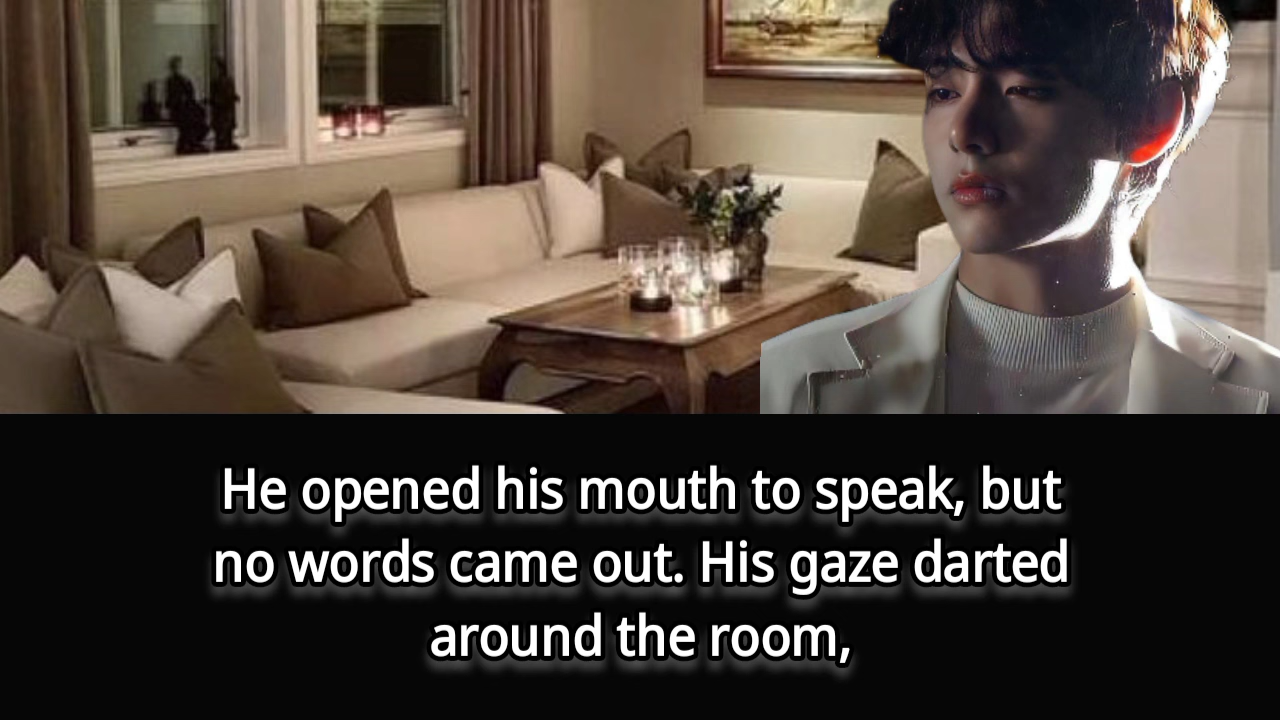 He opened his mouth to speak, but
no words came out. His gaze darted
around the room,